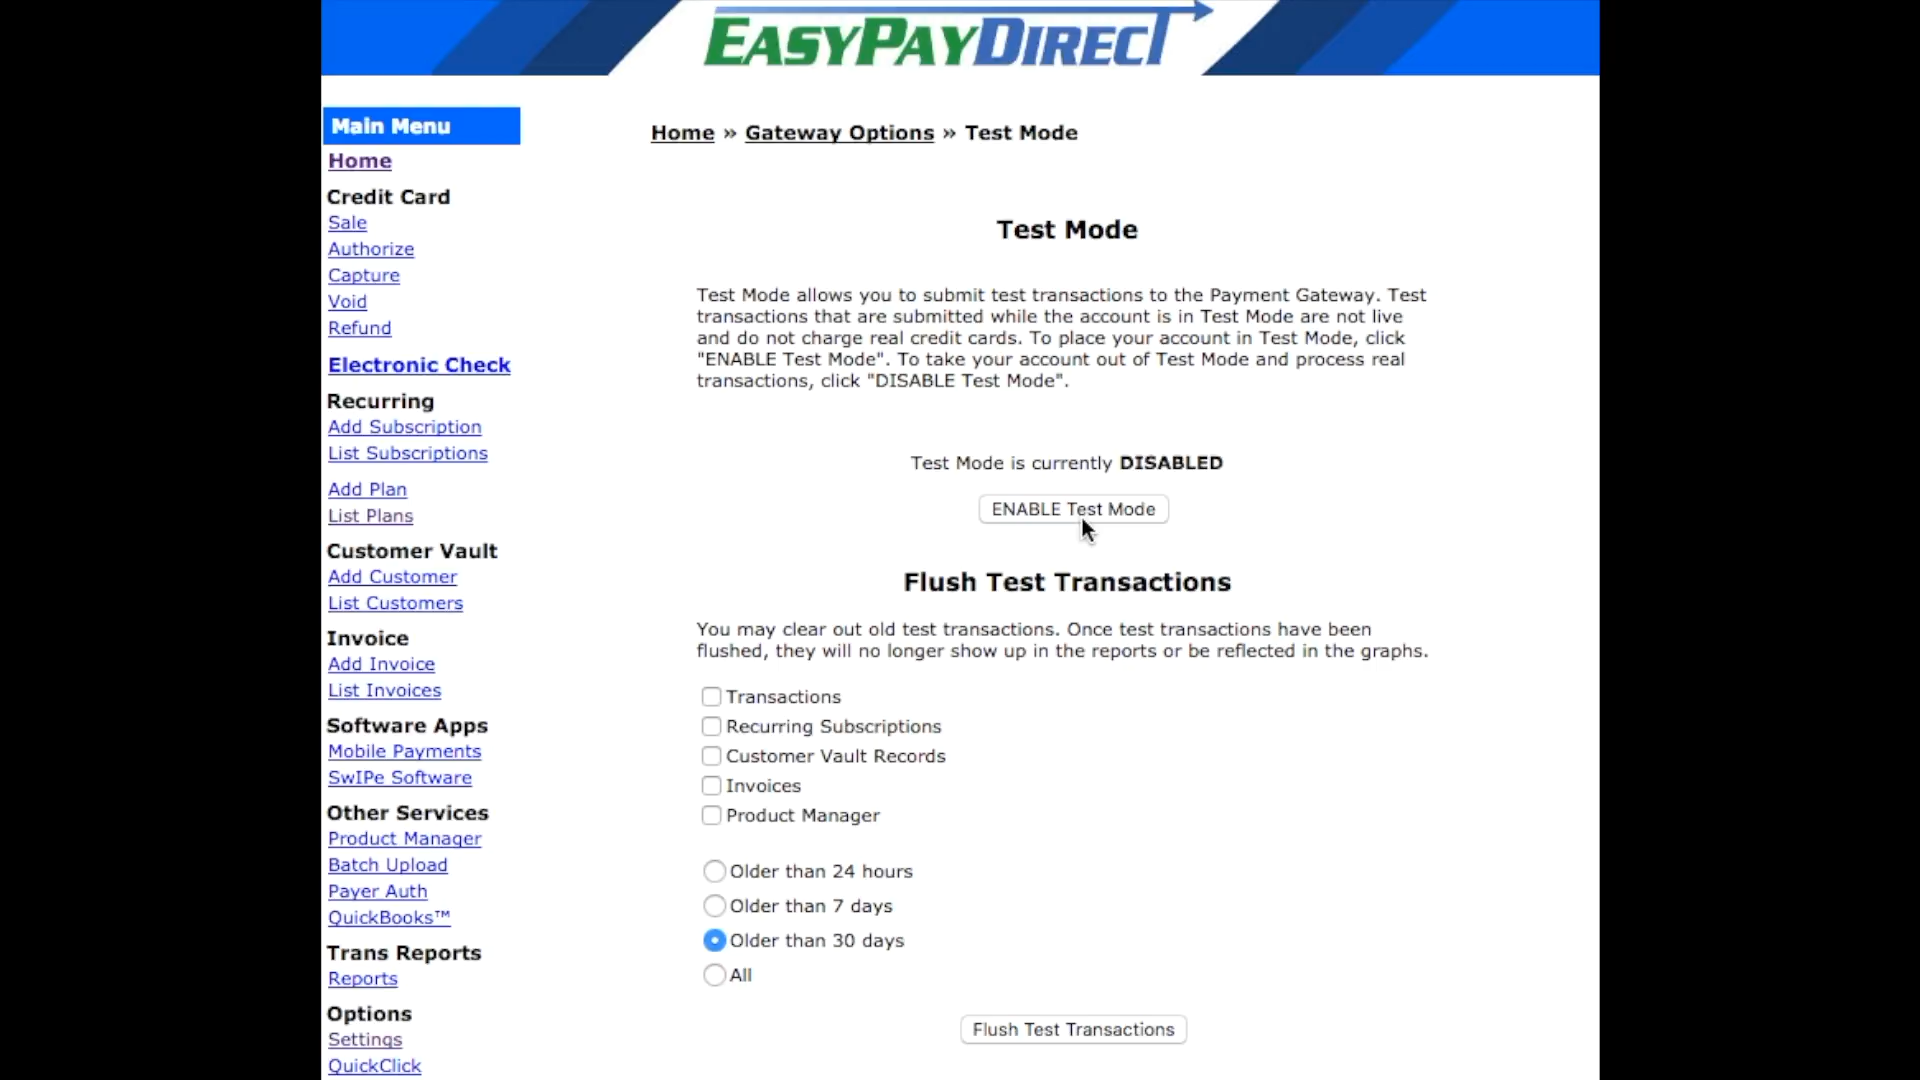 EASYPAYDIRECT
Main Menu
Home
Credit Card
Sale
Authorize
Capture
Void
Refund
Electronic Check
Recurring
Add Subscription
List Subscriptions
Add Plan
List Plans
Customer Vault
Add Customer
List Customers
Invoice
Add Invoice
List Invoices
Software Apps
Mobile Payments
SwIPe Software
Other Services
Product Manager
Batch Upload
Payer Auth
QuickBooks™
Trans Reports
Reports
Options
Settings
QuickClick
Home » Gateway Options » Test Mode
Test Mode
Test Mode allows you to submit test transactions to the Payment Gateway. Test
transactions that are submitted while the account is in Test Mode are not live
and do not charge real credit cards. To place your account in Test Mode, click
"ENABLE Test Mode". To take your account out of Test Mode and process real
transactions, click "DISABLE Test Mode".
Test Mode is currently DISABLED
ENABLE Test Mode
Flush Test Transactions
You may clear out old test transactions. Once test transactions have been
flushed, they will no longer show up in the reports or be reflected in the graphs.
Transactions
Recurring Subscriptions
Customer Vault Records
Invoices
Product Manager
Older than 24 hours
Older than 7 days
Older than 30 days
All
Flush Test Transactions